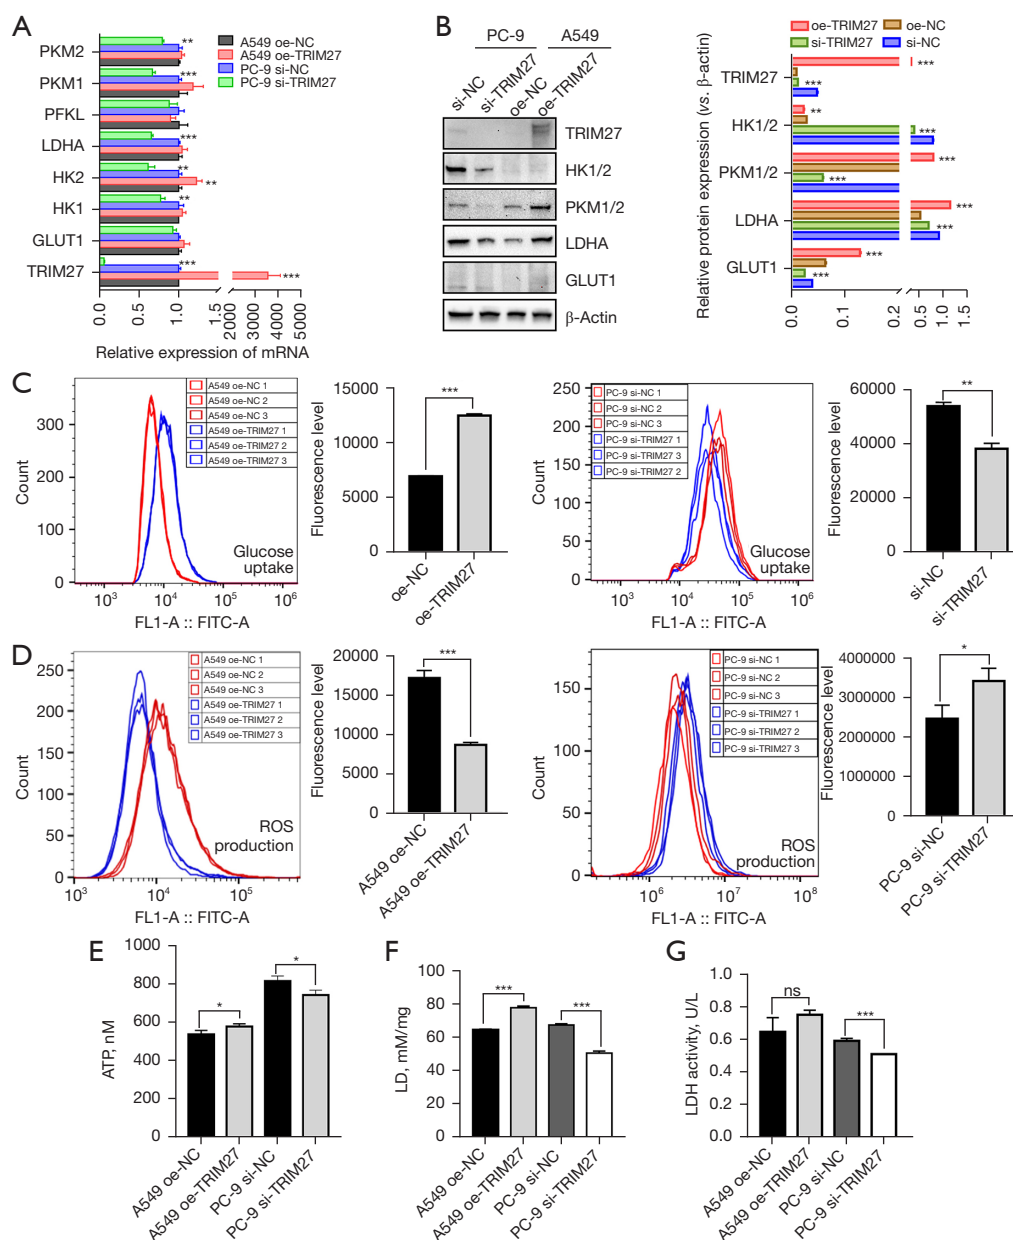 A
PKM2
PKM1
PFKL
LDHA
HK2
HK1
GLUT1
TRIM27
A549 oe-NC
A549 oe-TRIM27
PC-9 si-NC
PC-9 si-TRIM27
**
***
***
**
**
**
***
***
0.0
0.5
1.0
1.5
2000
3000
4000
5000
Relative expression of mRNA
B
PC-9 A549
si-NC
si-TRIM27
oe-NC
oe-TRIM27
TRIM27
HK1/2
PKM1/2
LDHA
GLUT1
β-Actin
oe-TRIM27
oe-NC
si-TRIM27
si-NC
Relative protein expression (vs. β-actin)
TRIM27
HK1/2
PKM1/2
LDHA
GLUT1
***
***
**
***
***
***
***
***
***
***
0.0
0.1
0.2
0.5
1.0
1.5
C
Count
300
200
100
0
A549 oe-NC 1
A549 oe-NC 2
A549 oe-NC 3
A549 oe-TRIM27 1
A549 oe-TRIM27 2
A549 oe-TRIM27 3
Glucose
uptake
10³ 10⁴ 10⁵ 10⁶
FL1-A :: FITC-A
Fluorescence level
15000
10000
5000
0
***
oe-NC
oe-TRIM27
Count
250
200
150
100
50
0
PC-9 si-NC 1
PC-9 si-NC 2
PC-9 si-NC 3
PC-9 si-TRIM27 1
PC-9 si-TRIM27 3
PC-9 si-TRIM27 2
Glucose
uptake
10³ 10⁴ 10⁵ 10⁶
FL1-A :: FITC-A
Fluorescence level
60000
40000
20000
0
**
si-NC
si-TRIM27
D
Count
250
200
150
100
50
0
A549 oe-NC 1
A549 oe-NC 2
A549 oe-NC 3
A549 oe-TRIM27 1
A549 oe-TRIM27 2
A549 oe-TRIM27 3
ROS
production
10³ 10⁴ 10⁵ 10⁶
FL1-A :: FITC-A
Fluorescence level
20000
15000
10000
5000
0
***
A549 oe-NC
A549 oe-TRIM27
Count
150
100
50
0
PC-9 si-NC 1
PC-9 si-NC 2
PC-9 si-NC 3
PC-9 si-TRIM27 1
PC-9 si-TRIM27 2
PC-9 si-TRIM27 3
ROS
production
10⁶ 10⁷ 10⁸
FL1-A :: FITC-A
Fluorescence level
4000000
3000000
2000000
1000000
0
*
PC-9 si-NC
PC-9 si-TRIM27
E
ATP, nM
1000
800
600
400
200
0
*
*
A549 oe-NC
A549 oe-TRIM27
PC-9 si-NC
PC-9 si-TRIM27
F
LD, mM/mg
80
60
40
20
0
***
***
A549 oe-NC
A549 oe-TRIM27
PC-9 si-NC
PC-9 si-TRIM27
G
LDH activity, U/L
1.0
0.8
0.6
0.4
0.2
0.0
ns
***
A549 oe-NC
A549 oe-TRIM27
PC-9 si-NC
PC-9 si-TRIM27